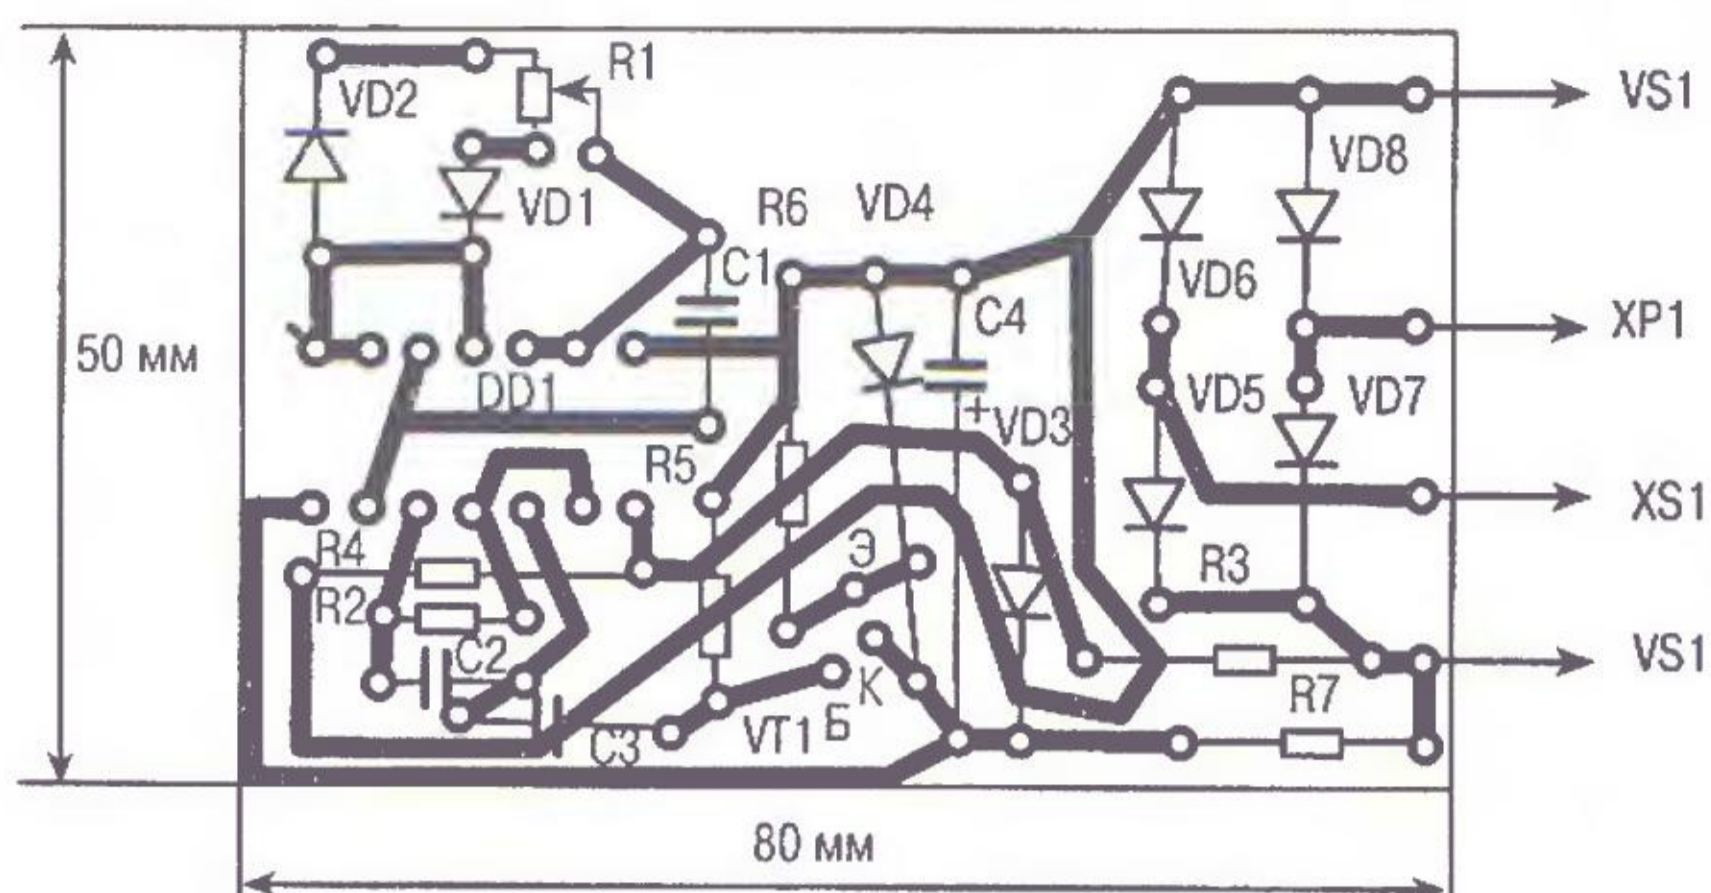 R1
VS1
VD2
VD8
VD1
R6
VD4
C1
VD6
C4
XP1
50 мм
DD1
VD5
VD7
+
VD3
R5
XS1
R4
Э
R3
R2
C2
К
VS1
R7
Б
VT1
C3
80 мм